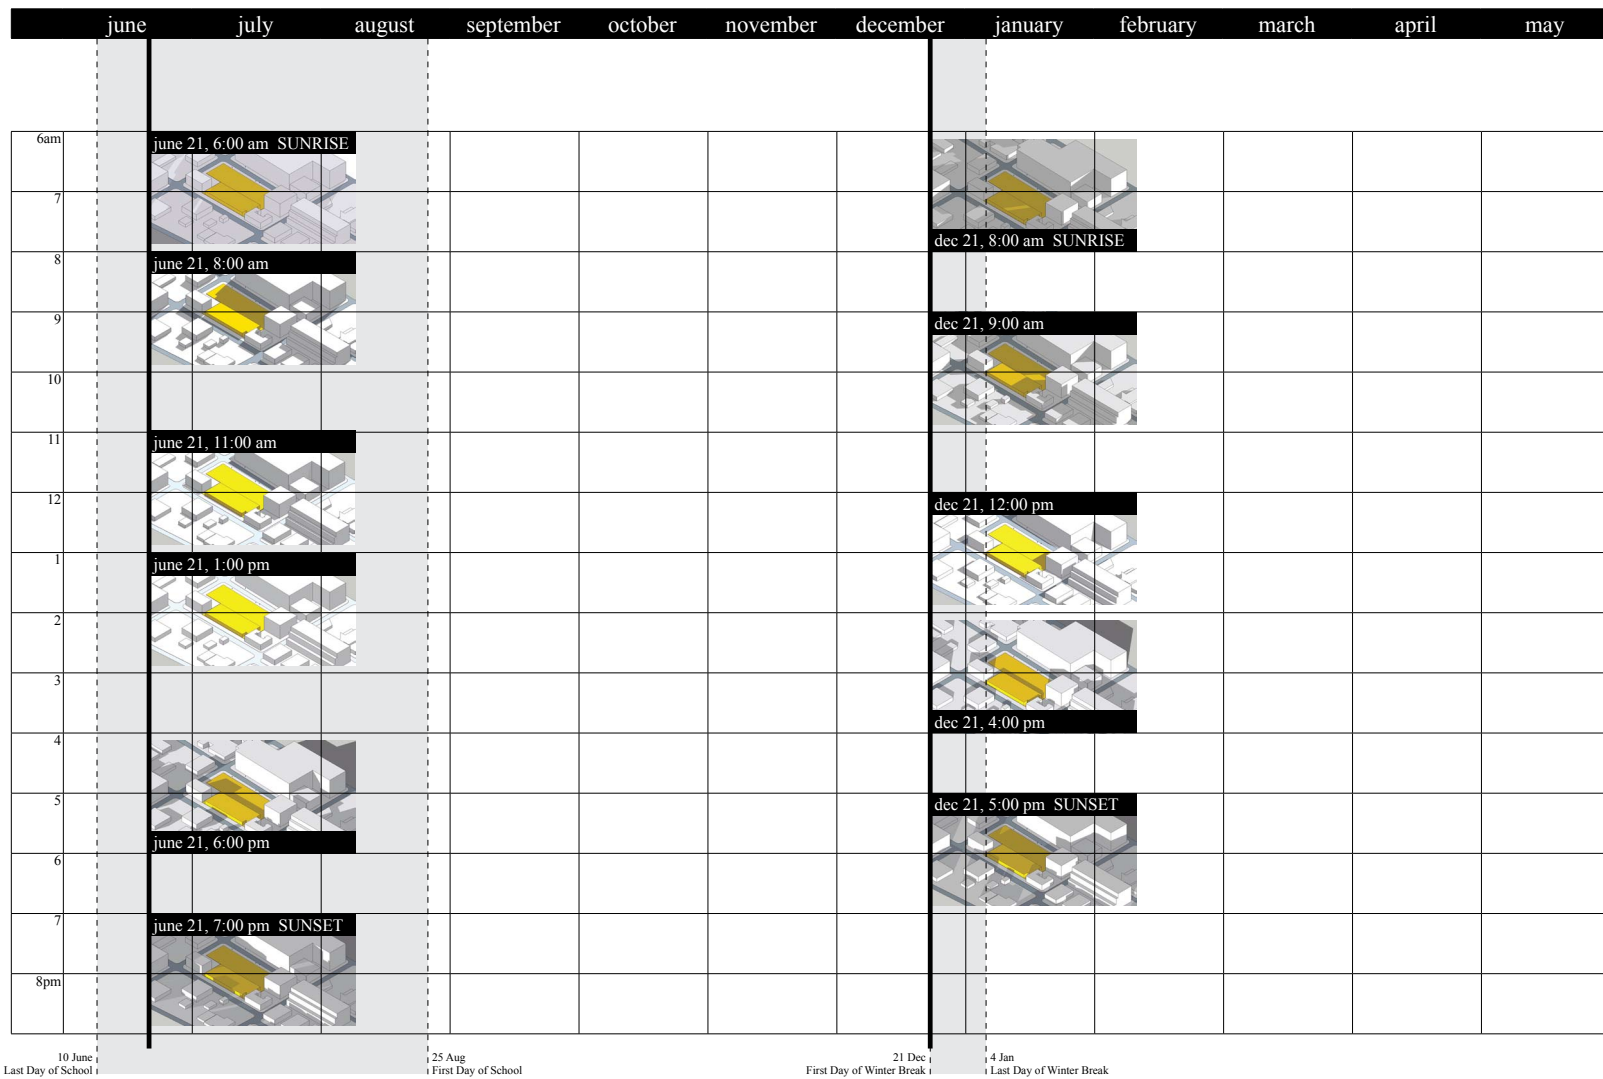 june july august september october november december january february march april may
6am
june 21, 6:00 am SUNRISE
7
dec 21, 8:00 am SUNRISE
8
june 21, 8:00 am
9
dec 21, 9:00 am
10
11
june 21, 11:00 am
12
dec 21, 12:00 pm
1
june 21, 1:00 pm
2
3
dec 21, 4:00 pm
4
5
dec 21, 5:00 pm SUNSET
june 21, 6:00 pm
6
7
june 21, 7:00 pm SUNSET
8pm
10 June
Last Day of School
25 Aug
First Day of School
21 Dec
First Day of Winter Break
4 Jan
Last Day of Winter Break